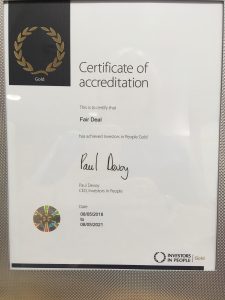 Gold
Certificate of
accreditation
This is to certify that
Fair Deal
has achieved Investors in People Gold
Paul Devoy
Paul Devoy
CEO, Investors in People
Date
08/05/2018
to
08/05/2021
INVESTORS
IN PEOPLE
Gold